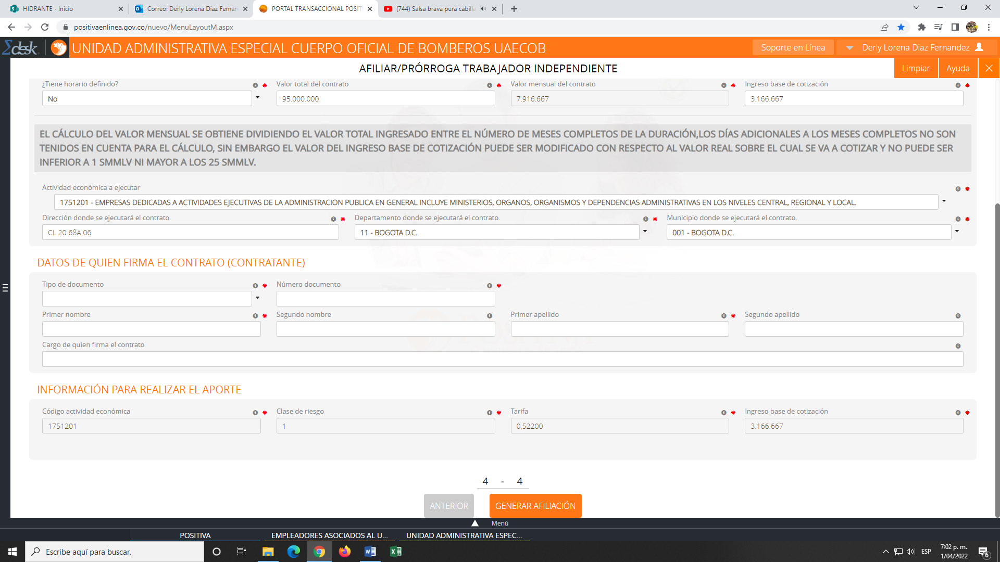 HIDRANTE - Inicio
Correo: Derly Lorena Diaz Fernan
PORTAL TRANSACCIONAL POSIT
(744) Salsa brava pura cabilla
positivaenlinea.gov.co/nuevo/MenuLayoutM.aspx
desk
UNIDAD ADMINISTRATIVA ESPECIAL CUERPO OFICIAL DE BOMBEROS UAECOB
Soporte en Línea
Derly Lorena Diaz Fernandez
AFILIAR/PRÓRROGA TRABAJADOR INDEPENDIENTE
Limpiar
Ayuda
¿Tiene horario definido?
Valor total del contrato
Valor mensual del contrato
Ingreso base de cotización
No
95.000.000
7.916.667
3.166.667
EL CÁLCULO DEL VALOR MENSUAL SE OBTIENE DIVIDIENDO EL VALOR TOTAL INGRESADO ENTRE EL NÚMERO DE MESES COMPLETOS DE LA DURACIÓN,LOS DÍAS ADICIONALES A LOS MESES COMPLETOS NO SON
TENIDOS EN CUENTA PARA EL CÁLCULO, SIN EMBARGO EL VALOR DEL INGRESO BASE DE COTIZACIÓN PUEDE SER MODIFICADO CON RESPECTO AL VALOR REAL SOBRE EL CUAL SE VA A COTIZAR Y NO PUEDE SER
INFERIOR A 1 SMMLV NI MAYOR A LOS 25 SMMLV.
Actividad económica a ejecutar
1751201 - EMPRESAS DEDICADAS A ACTIVIDADES EJECUTIVAS DE LA ADMINISTRACION PUBLICA EN GENERAL INCLUYE MINISTERIOS, ORGANOS, ORGANISMOS Y DEPENDENCIAS ADMINISTRATIVAS EN LOS NIVELES CENTRAL, REGIONAL Y LOCAL.
Dirección donde se ejecutará el contrato.
Departamento donde se ejecutará el contrato.
Municipio donde se ejecutará el contrato.
CL 20 68A 06
11 - BOGOTA D.C.
001 - BOGOTA D.C.
DATOS DE QUIEN FIRMA EL CONTRATO (CONTRATANTE)
Tipo de documento
Número documento
Primer nombre
Segundo nombre
Primer apellido
Segundo apellido
Cargo de quien firma el contrato
INFORMACIÓN PARA REALIZAR EL APORTE
Código actividad económica
Clase de riesgo
Tarifa
Ingreso base de cotización
1751201
1
0,52200
3.166.667
4 - 4
ANTERIOR
GENERAR AFILIACIÓN
Menú
POSITIVA
EMPLEADORES ASOCIADOS AL U...
UNIDAD ADMINISTRATIVA ESPEC...
Escribe aquí para buscar.
ESP
7:02 p. m.
1/04/2022
6